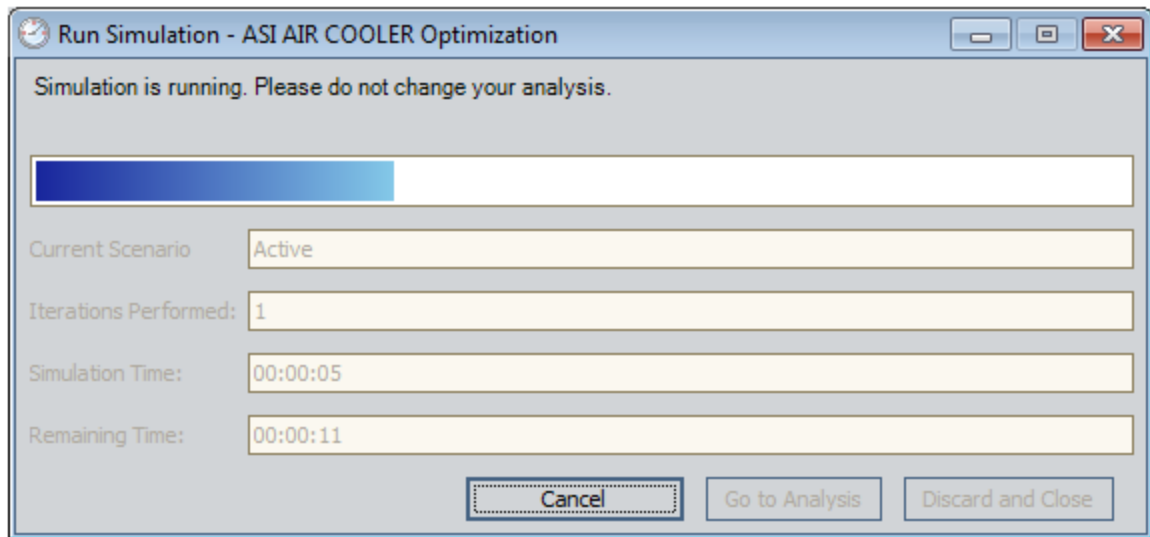 Run Simulation - ASI AIR COOLER Optimization
Simulation is running. Please do not change your analysis.
Current Scenario Active
Iterations Performed: 1
Simulation Time: 00:00:05
Remaining Time: 00:00:11
Cancel Go to Analysis Discard and Close